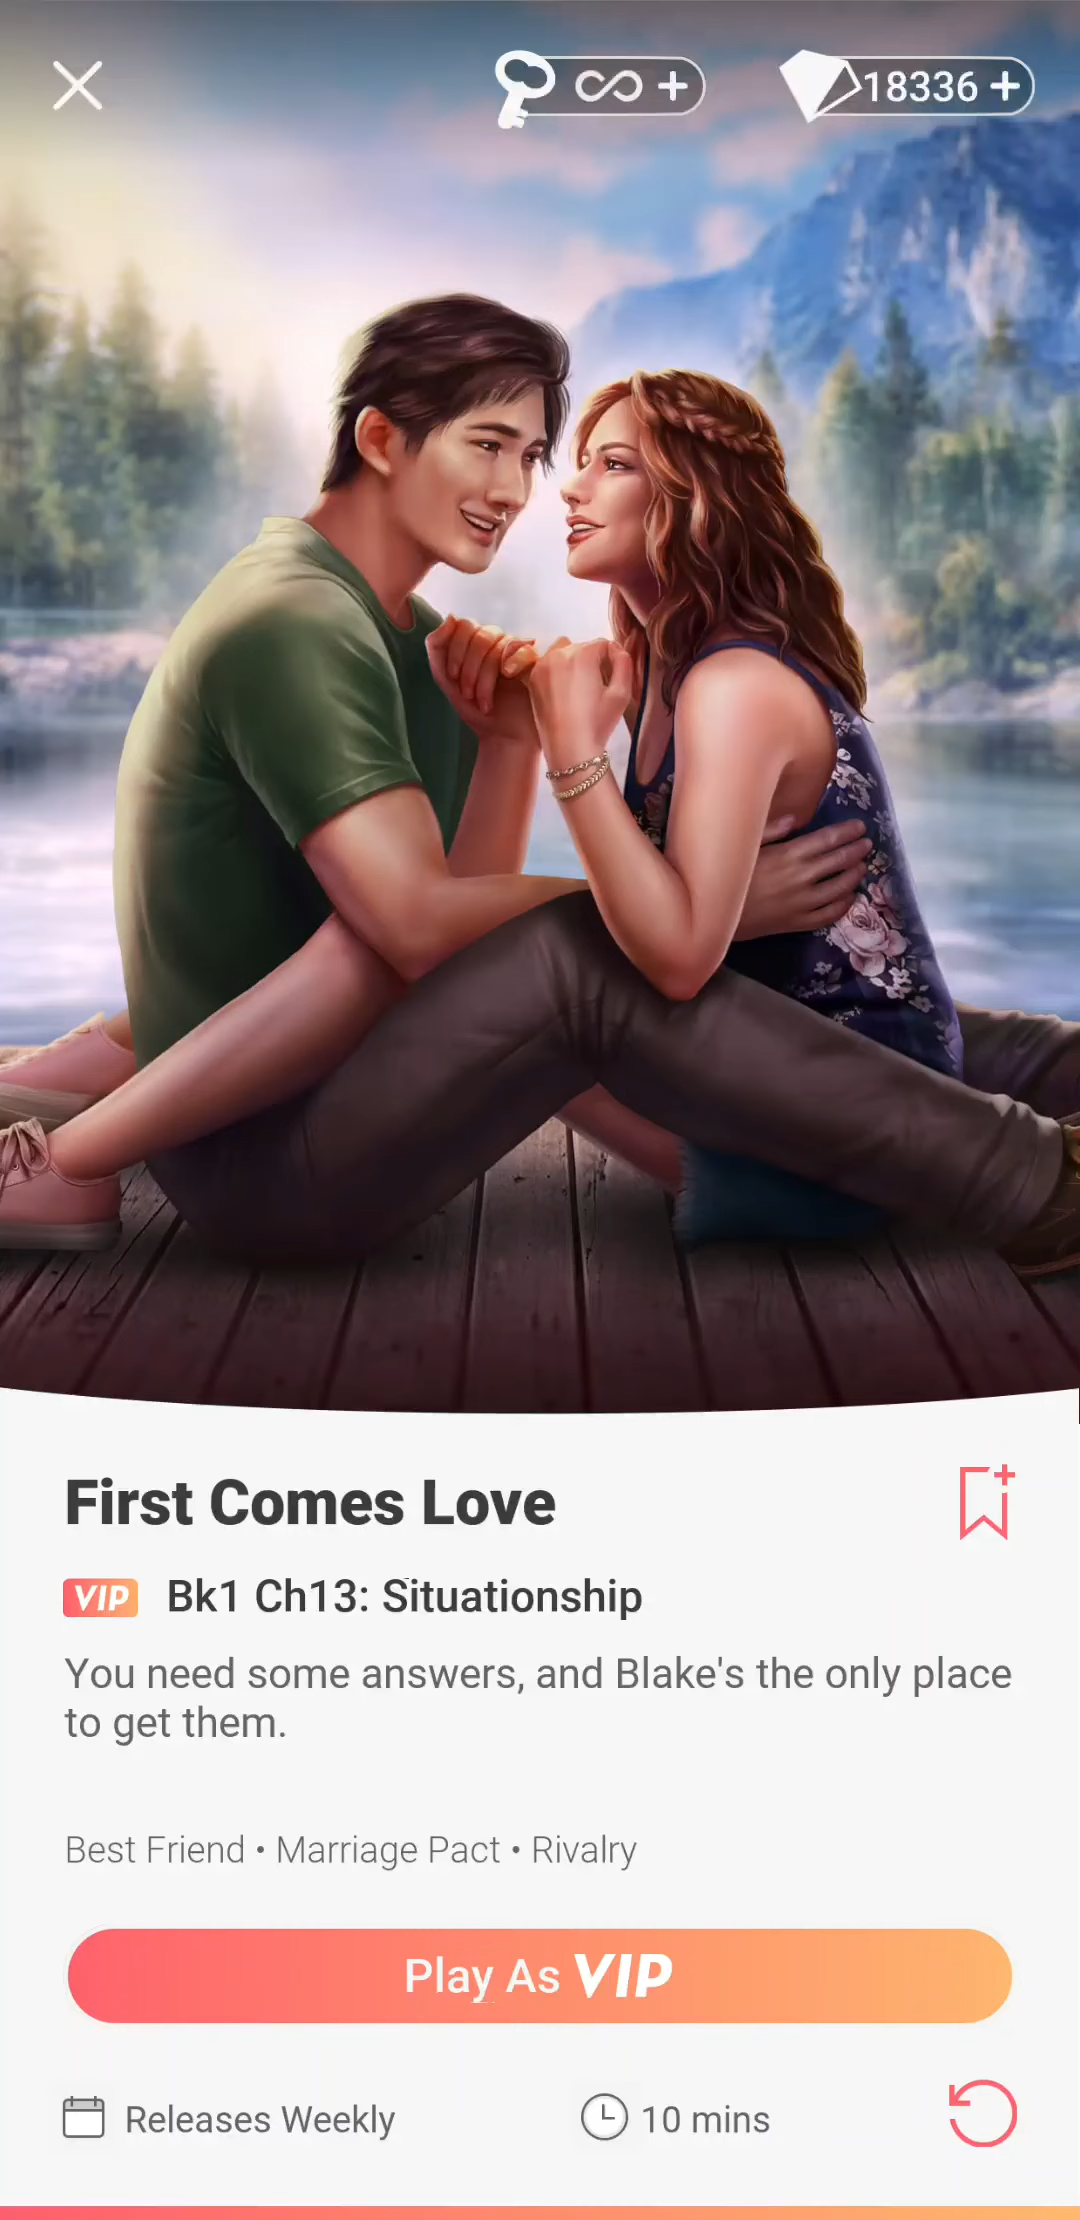 18336
First Comes Love
VIP Bk1 Ch13: Situationship
You need some answers, and Blake's the only place
to get them.
Best Friend • Marriage Pact • Rivalry
Play As VIP
Releases Weekly
10 mins